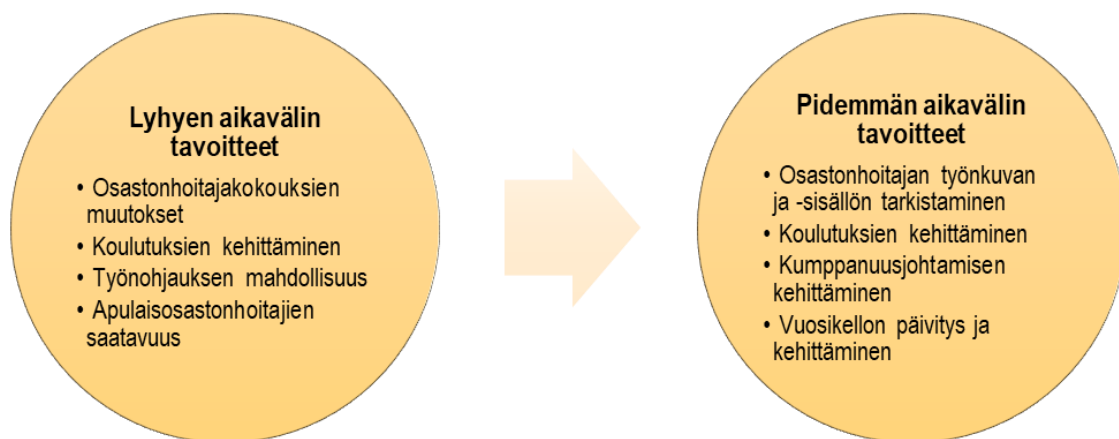 Lyhyen aikavälin
tavoitteet
• Osastonhoitajakokouksien
muutokset
• Koulutuksien kehittäminen
• Työnohjauksen mahdollisuus
• Apulaisosastonhoitajien
saatavuus
Pidemmän aikavälin
tavoitteet
• Osastonhoitajan työnkuvan
ja -sisällön tarkistaminen
• Koulutuksien kehittäminen
• Kumppanuusjohtamisen
kehittäminen
• Vuosikellon päivitys ja
kehittäminen